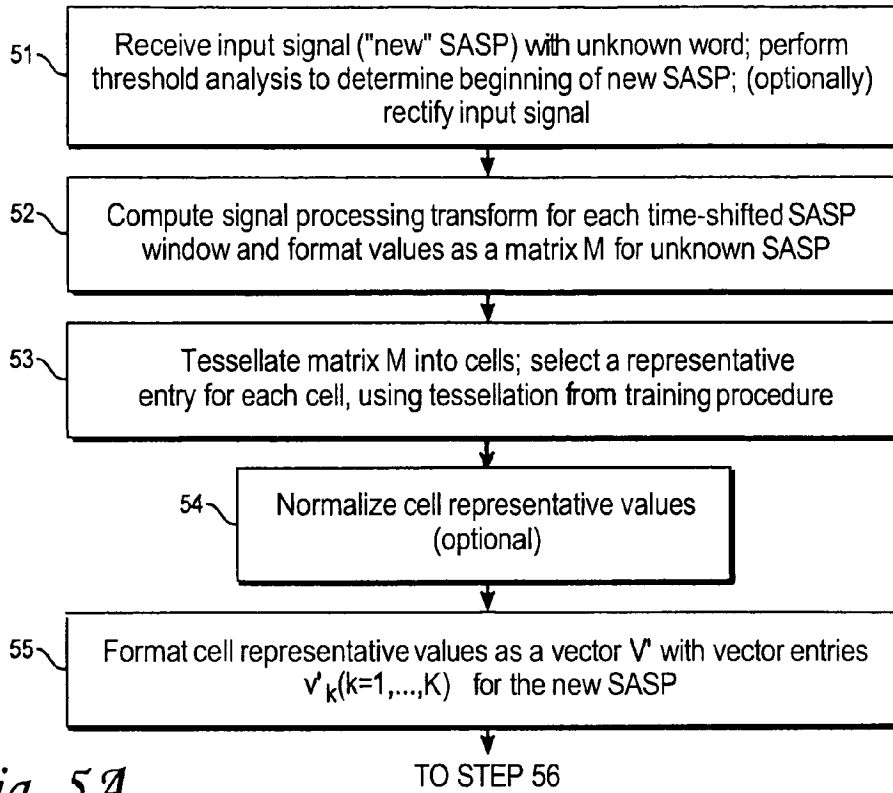 51
Receive input signal ("new" SASP) with unknown word; perform
threshold analysis to determine beginning of new SASP; (optionally)
rectify input signal
52
Compute signal processing transform for each time-shifted SASP
window and format values as a matrix M for unknown SASP
53
Tessellate matrix M into cells; select a representative
entry for each cell, using tessellation from training procedure
54
Normalize cell representative values
(optional)
55
Format cell representative values as a vector V' with vector entries
v'k(k=1,...,K) for the new SASP
TO STEP 56
5A